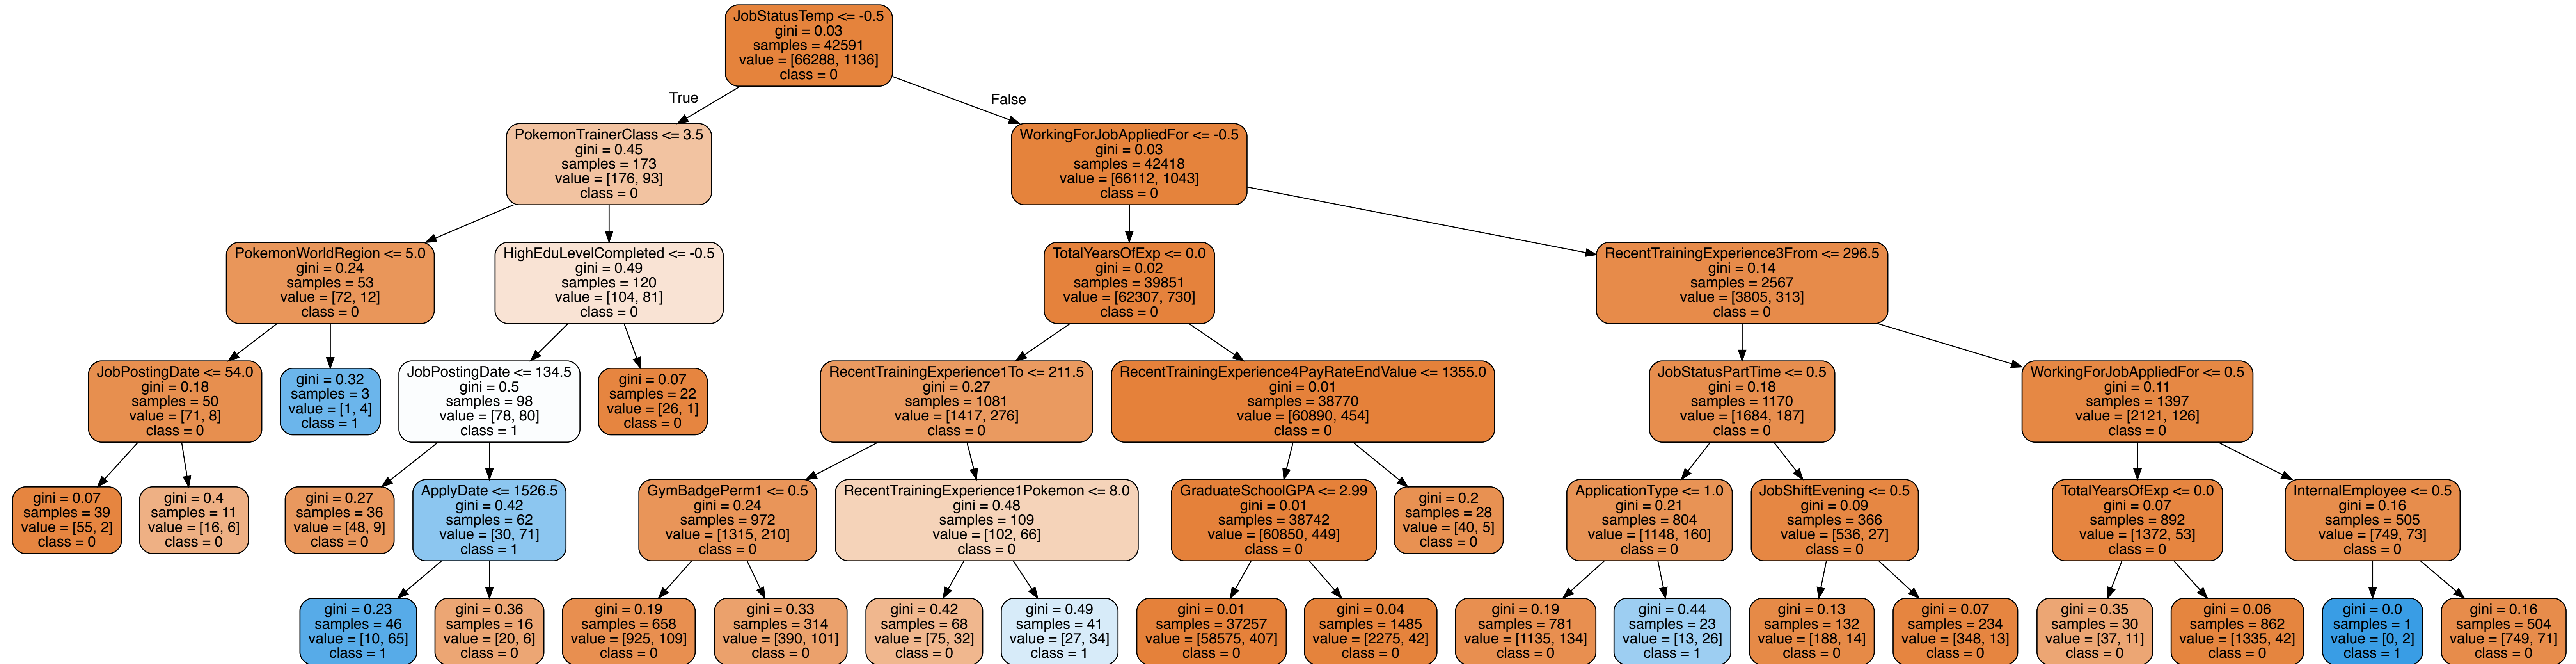 JobStatusTemp <= -0.5
gini = 0.03
samples = 42591
value = [66288, 1136]
class = 0
True
False
PokemonTrainerClass <= 3.5
gini = 0.45
samples = 173
value = [176, 93]
class = 0
WorkingForJobAppliedFor <= -0.5
gini = 0.03
samples = 42418
value = [66112, 1043]
class = 0
PokemonWorldRegion <= 5.0
gini = 0.24
samples = 53
value = [72, 12]
class = 0
HighEduLevelCompleted <= -0.5
gini = 0.49
samples = 120
value = [104, 81]
class = 0
TotalYearsOfExp <= 0.0
gini = 0.02
samples = 39851
value = [62307, 730]
class = 0
RecentTrainingExperience3From <= 296.5
gini = 0.14
samples = 2567
value = [3805, 313]
class = 0
JobPostingDate <= 54.0
gini = 0.18
samples = 50
value = [71, 8]
class = 0
gini = 0.32
samples = 3
value = [1, 4]
class = 1
JobPostingDate <= 134.5
gini = 0.5
samples = 98
value = [78, 80]
class = 1
gini = 0.07
samples = 22
value = [26, 1]
class = 0
RecentTrainingExperience1To <= 211.5
gini = 0.27
samples = 1081
value = [1417, 276]
class = 0
RecentTrainingExperience4PayRateEndValue <= 1355.0
gini = 0.01
samples = 38770
value = [60890, 454]
class = 0
JobStatusPartTime <= 0.5
gini = 0.18
samples = 1170
value = [1684, 187]
class = 0
WorkingForJobAppliedFor <= 0.5
gini = 0.11
samples = 1397
value = [2121, 126]
class = 0
gini = 0.07
samples = 39
value = [55, 2]
class = 0
gini = 0.4
samples = 11
value = [16, 6]
class = 0
gini = 0.27
samples = 36
value = [48, 9]
class = 0
ApplyDate <= 1526.5
gini = 0.42
samples = 62
value = [30, 71]
class = 1
GymBadgePerm1 <= 0.5
gini = 0.24
samples = 972
value = [1315, 210]
class = 0
RecentTrainingExperience1Pokemon <= 8.0
gini = 0.48
samples = 109
value = [102, 66]
class = 0
GraduateSchoolGPA <= 2.99
gini = 0.01
samples = 38742
value = [60850, 449]
class = 0
gini = 0.2
samples = 28
value = [40, 5]
class = 0
ApplicationType <= 1.0
gini = 0.21
samples = 804
value = [1148, 160]
class = 0
JobShiftEvening <= 0.5
gini = 0.09
samples = 366
value = [536, 27]
class = 0
TotalYearsOfExp <= 0.0
gini = 0.07
samples = 892
value = [1372, 53]
class = 0
InternalEmployee <= 0.5
gini = 0.16
samples = 505
value = [749, 73]
class = 0
gini = 0.23
samples = 46
value = [10, 65]
class = 1
gini = 0.36
samples = 16
value = [20, 6]
class = 0
gini = 0.19
samples = 658
value = [925, 109]
class = 0
gini = 0.33
samples = 314
value = [390, 101]
class = 0
gini = 0.42
samples = 68
value = [75, 32]
class = 0
gini = 0.49
samples = 41
value = [27, 34]
class = 1
gini = 0.01
samples = 37257
value = [58575, 407]
class = 0
gini = 0.04
samples = 1485
value = [2275, 42]
class = 0
gini = 0.19
samples = 781
value = [1135, 134]
class = 0
gini = 0.44
samples = 23
value = [13, 26]
class = 1
gini = 0.13
samples = 132
value = [188, 14]
class = 0
gini = 0.07
samples = 234
value = [348, 13]
class = 0
gini = 0.35
samples = 30
value = [37, 11]
class = 0
gini = 0.06
samples = 862
value = [1335, 42]
class = 0
gini = 0.0
samples = 1
value = [0, 2]
class = 1
gini = 0.16
samples = 504
value = [749, 71]
class = 0